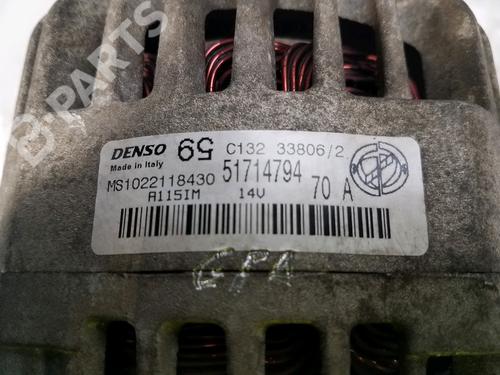 B-PARTS
DENSO
Made in Italy
59
C132 33806/2
MS1022118430
51714794
70 A
A115IM
14V